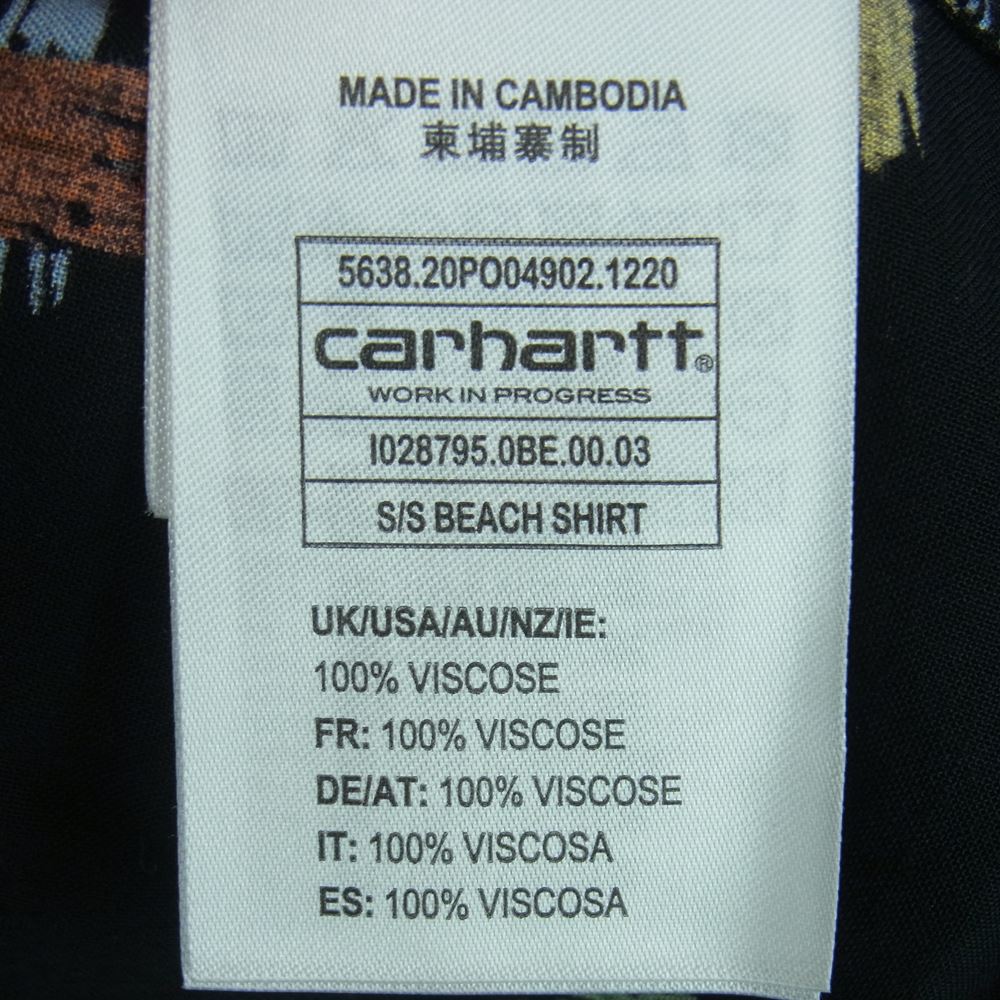 MADE IN CAMBODIA
柬埔寨制
5638.20PO04902.1220
carhartt®
WORK IN PROGRESS
I028795.0BE.00.03
S/S BEACH SHIRT
UK/USA/AU/NZ/IE:
100% VISCOSE
FR: 100% VISCOSE
DE/AT: 100% VISCOSE
IT: 100% VISCOSA
ES: 100% VISCOSA